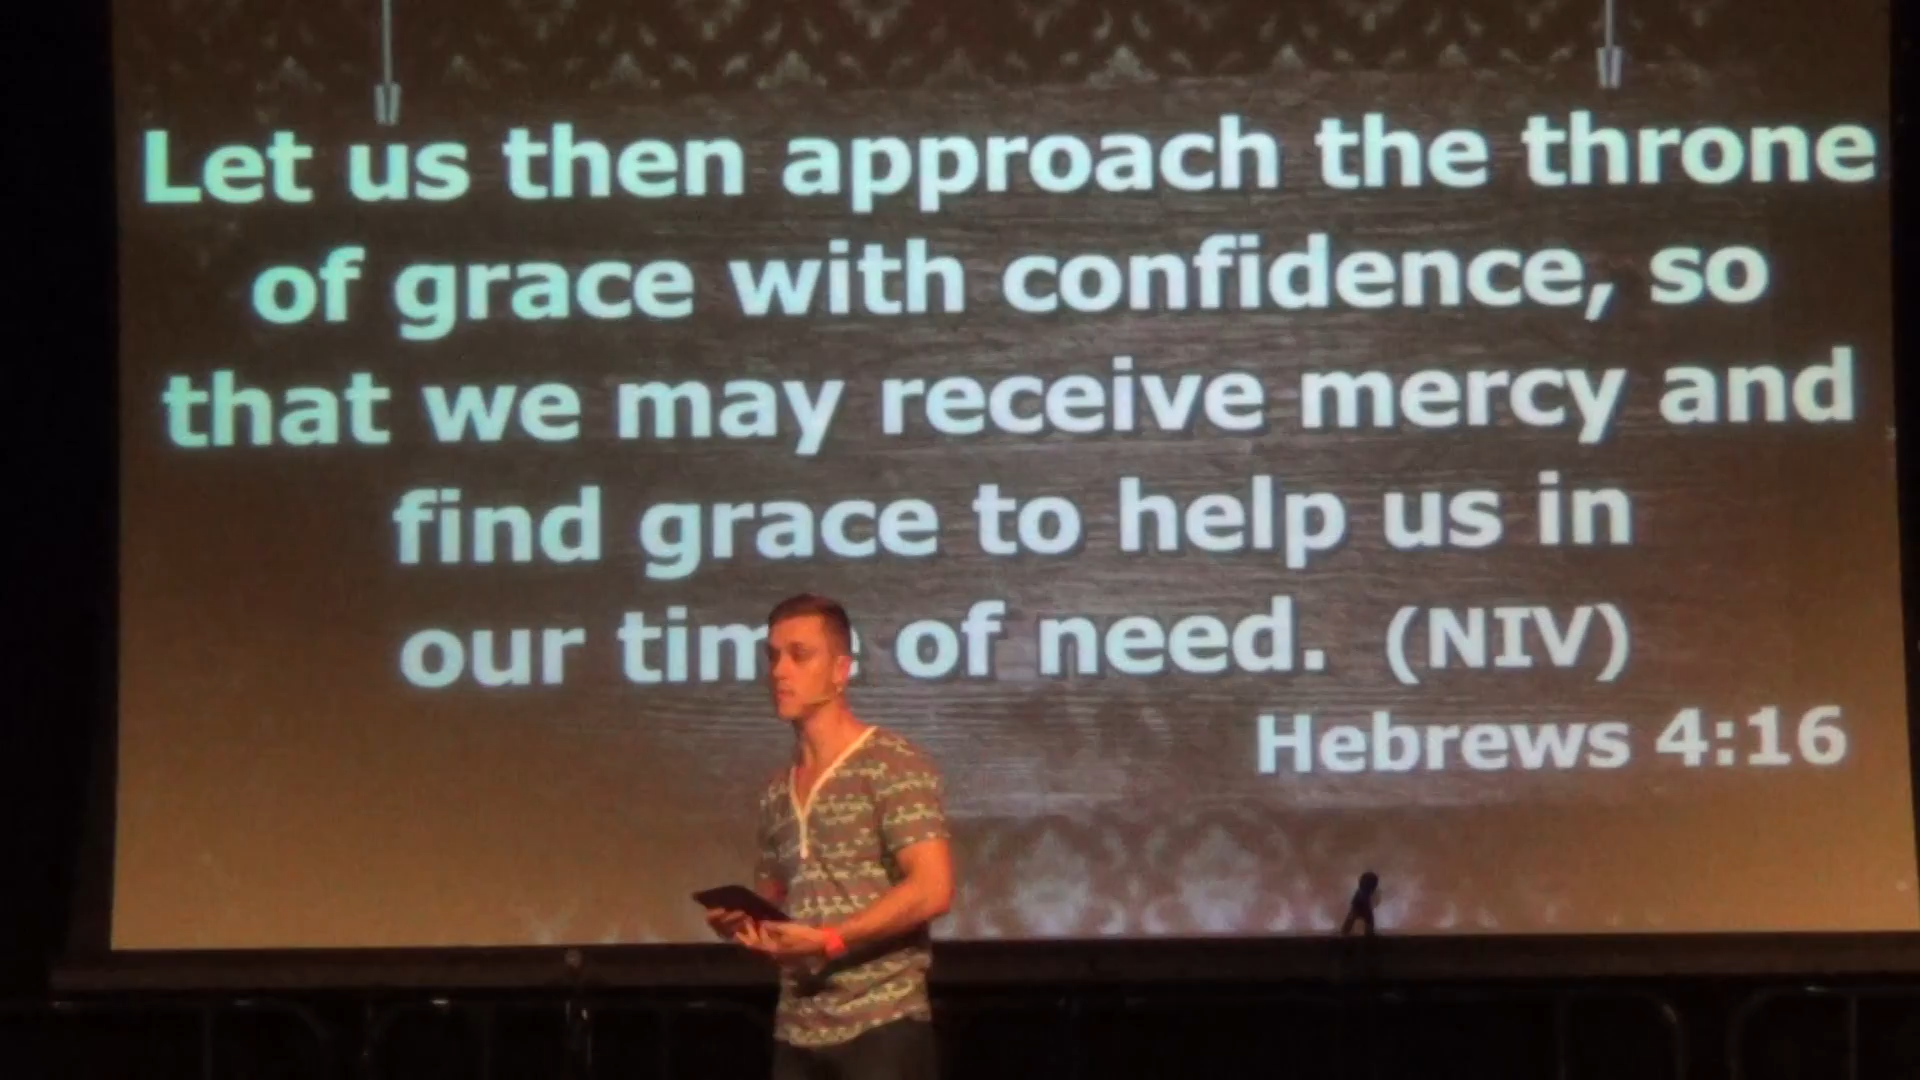 Let us then approach the throne
of grace with confidence, so
that we may receive mercy and
find grace to help us in
our time of need. (NIV)
Hebrews 4:16